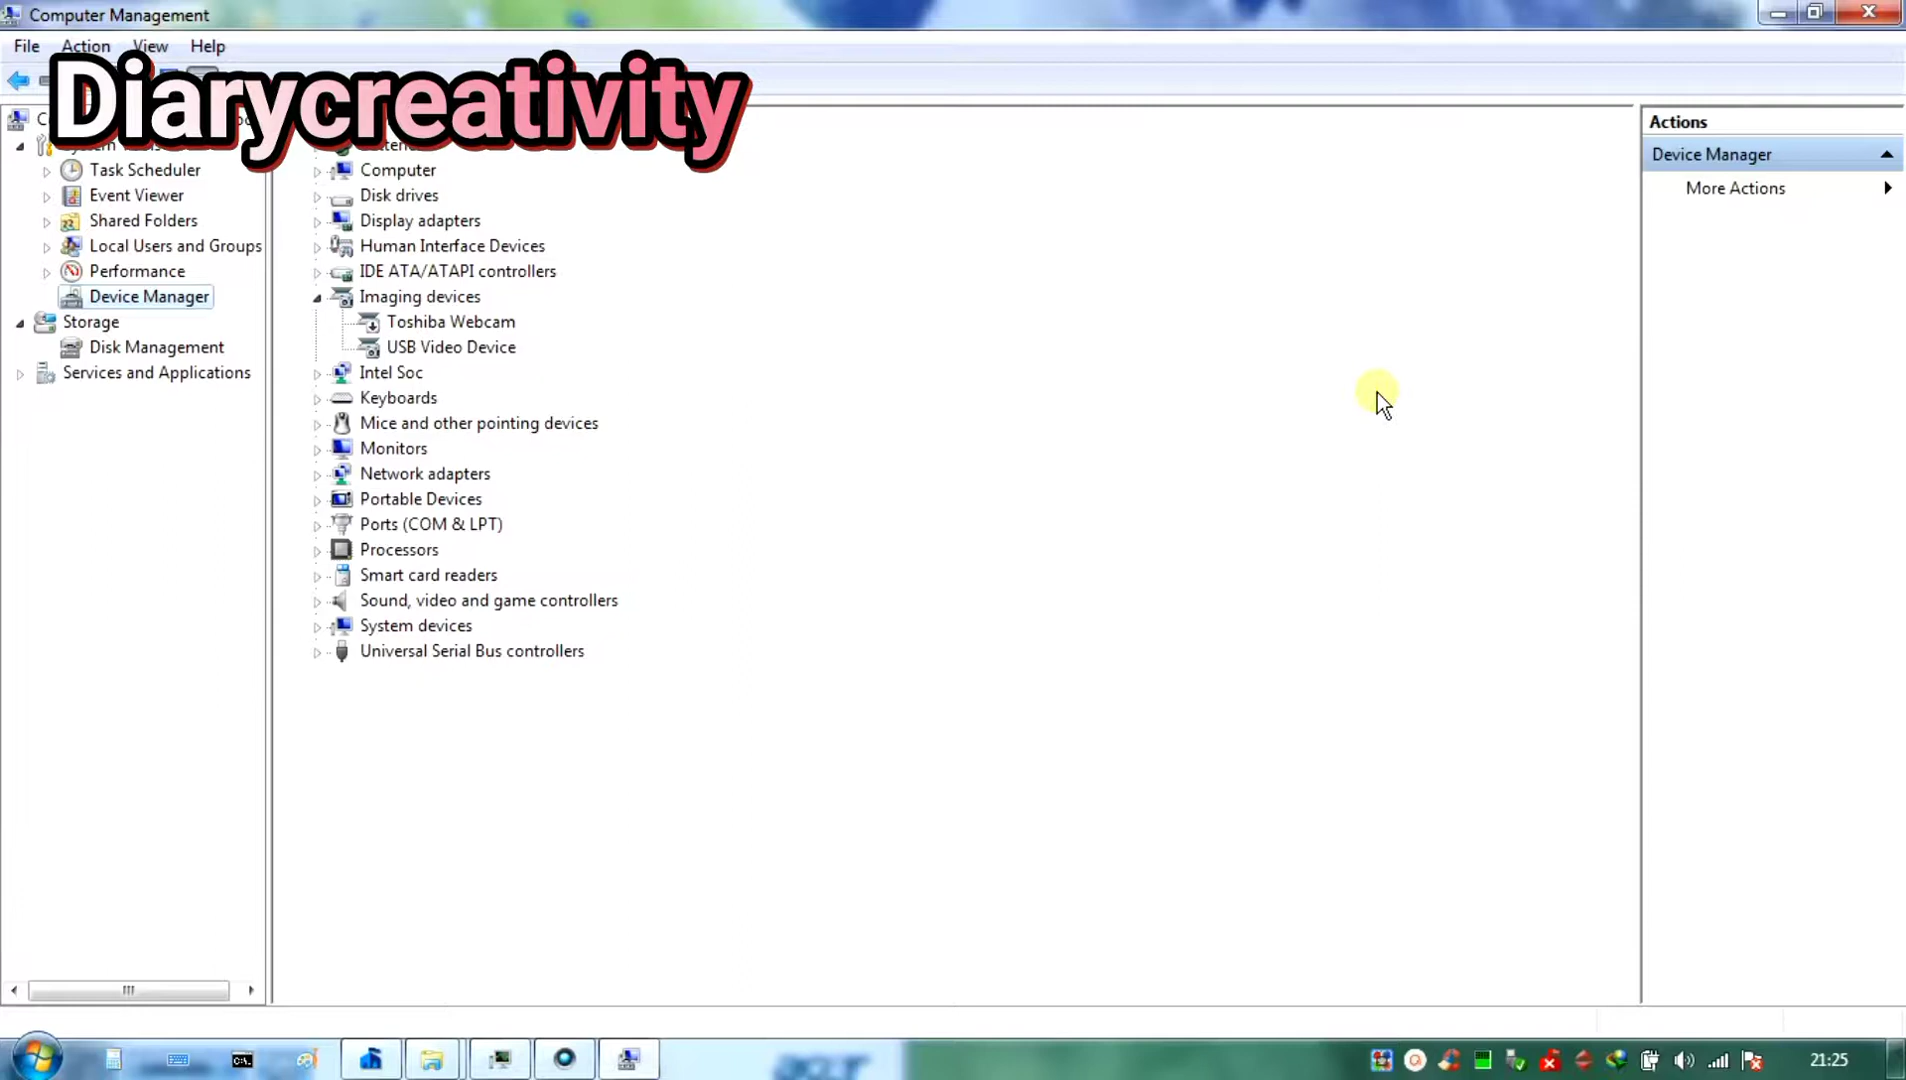 Computer Management
File Action View Help
Diarycreativity
Task Scheduler
Event Viewer
Shared Folders
Local Users and Groups
Performance
Device Manager
Storage
Disk Management
Services and Applications
Computer
Disk drives
Display adapters
Human Interface Devices
IDE ATA/ATAPI controllers
Imaging devices
Toshiba Webcam
USB Video Device
Intel Soc
Keyboards
Mice and other pointing devices
Monitors
Network adapters
Portable Devices
Ports (COM & LPT)
Processors
Smart card readers
Sound, video and game controllers
System devices
Universal Serial Bus controllers
Actions
Device Manager
More Actions
acer
21:25